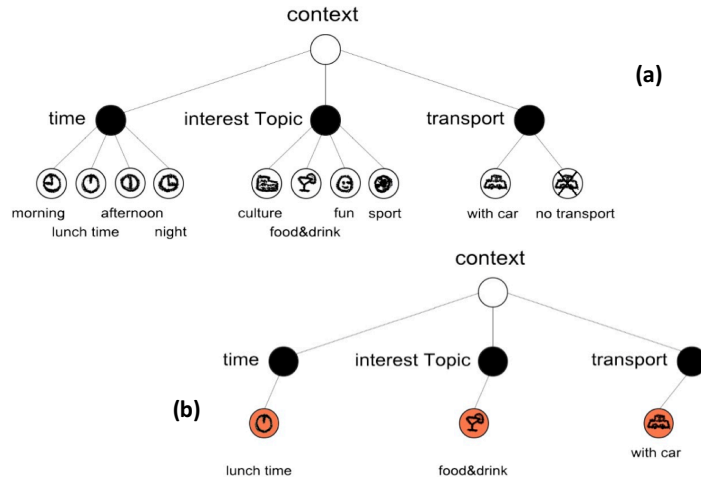 context
(a)
time
interest Topic
transport
morning
afternoon
culture
fun
sport
with car
no transport
lunch time
night
food&drink
context
time
interest Topic
transport
(b)
with car
lunch time
food&drink